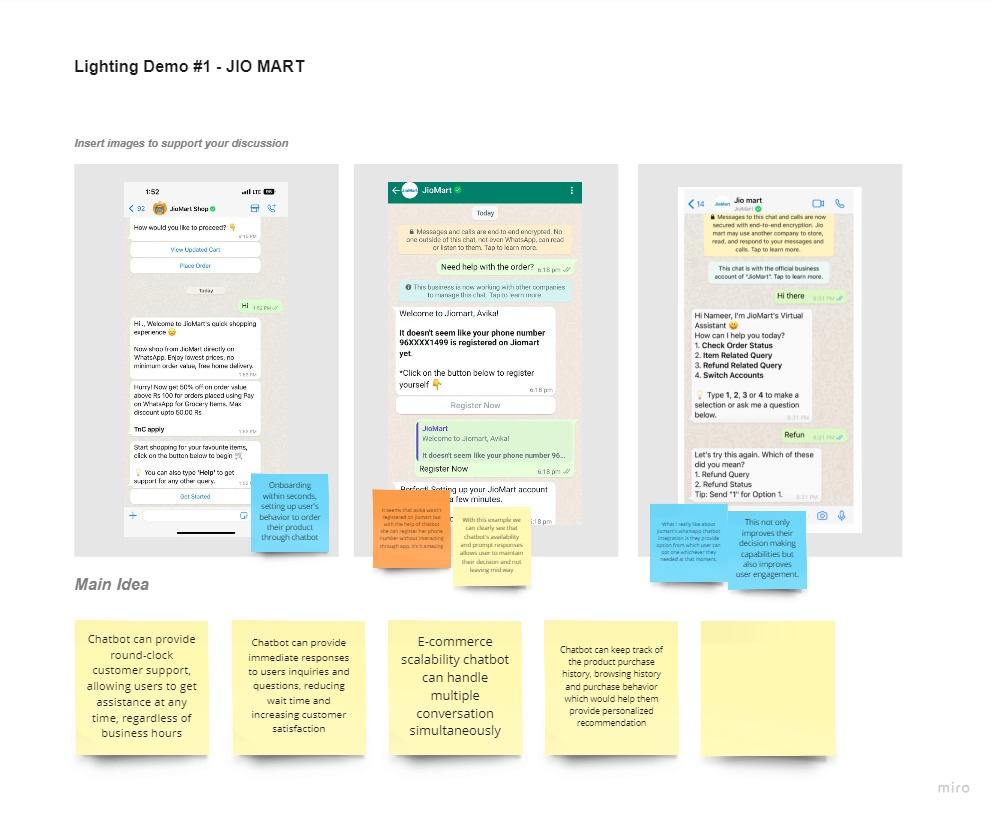 Lighting Demo #1 - JIO MART
Insert images to support your discussion
1:52
LTE
92
JioMart Shop
How would you like to proceed? 👇
View Updated Cart
Place Order
Today
Hi
1:52 PM
Hi ., Welcome to JioMart's quick shopping
experience 😊
Now shop from JioMart directly on
WhatsApp. Enjoy lowest prices, no
minimum order value, free home delivery.
1:52 PM
Hurry! Now get 50% off on order value
above Rs 100 for orders placed using Pay
on WhatsApp for Grocery Items. Max
discount upto 50.00 Rs
TnC apply
1:52 PM
Start shopping for your favourite items,
click on the button below to begin 🛒.
💡 You can also type 'Help' to get
support for any other query.
Get Started
Onboarding
within seconds,
setting up user's
behavior to order
their product
through chatbot
JioMart
JioMart
Today
🔒 Messages and calls are end-to-end encrypted. No
one outside of this chat, not even WhatsApp, can read
or listen to them. Tap to learn more.
Need help with the order?
6:18 pm
This business is now working with other companies
to manage this chat. Tap to learn more.
Welcome to Jiomart, Avika!
It doesn't seem like your phone number
96XXXX1499 is registered on Jiomart
yet.
*Click on the button below to register
yourself 👇
6:18 pm
Register Now
JioMart
Welcome to Jiomart, Avika!
It doesn't seem like your phone number 96...
Register Now
6:18 pm
Perfect! Setting up your JioMart account
a few minutes.
6:18 pm
It seems that avika wasn't
registered on jiomart but
with the help of chatbot
she can register her phone
number without interacting
through app, it's amazing
With this example we
can clearly see that
chatbot's availability
and prompt responses
allows user to maintain
their decision and not
leaving mid way
14
JioMart
Jio mart
JioMart
🔒 Messages to this chat and calls are now
secured with end-to-end encryption. Jio
mart may use another company to store,
read, and respond to your messages and
calls. Tap to learn more.
This chat is with the official business
account of "JioMart". Tap to learn more.
Hi there
8:31 PM
Hi Nameer, I'm JioMart's Virtual
Assistant 😀
How can I help you today?
1. Check Order Status
2. Item Related Query
3. Refund Related Query
4. Switch Accounts
💡 Type 1, 2, 3 or 4 to make a
selection or ask me a question
below.
8:31 PM
Refun
8:31 PM
Let's try this again. Which of these
did you mean?
1. Refund Query
2. Refund Status
Tip: Send "1" for Option 1.
8:31 PM
What I really like about
jiomart's whatsapp chatbot
integration is they provide
option from which user can
opt one whichever they
needed at that moment.
This not only
improves their
decision making
capabilities but
also improves
user engagement.
Main Idea
Chatbot can provide
round-clock
customer support,
allowing users to get
assistance at any
time, regardless of
business hours
Chatbot can provide
immediate responses
to users inquiries and
questions, reducing
wait time and
increasing customer
satisfaction
E-commerce
scalability chatbot
can handle
multiple
conversation
simultaneously
Chatbot can keep track of
the product purchase
history, browsing history
and purchase behavior
which would help them
provide personalized
recommendation
miro